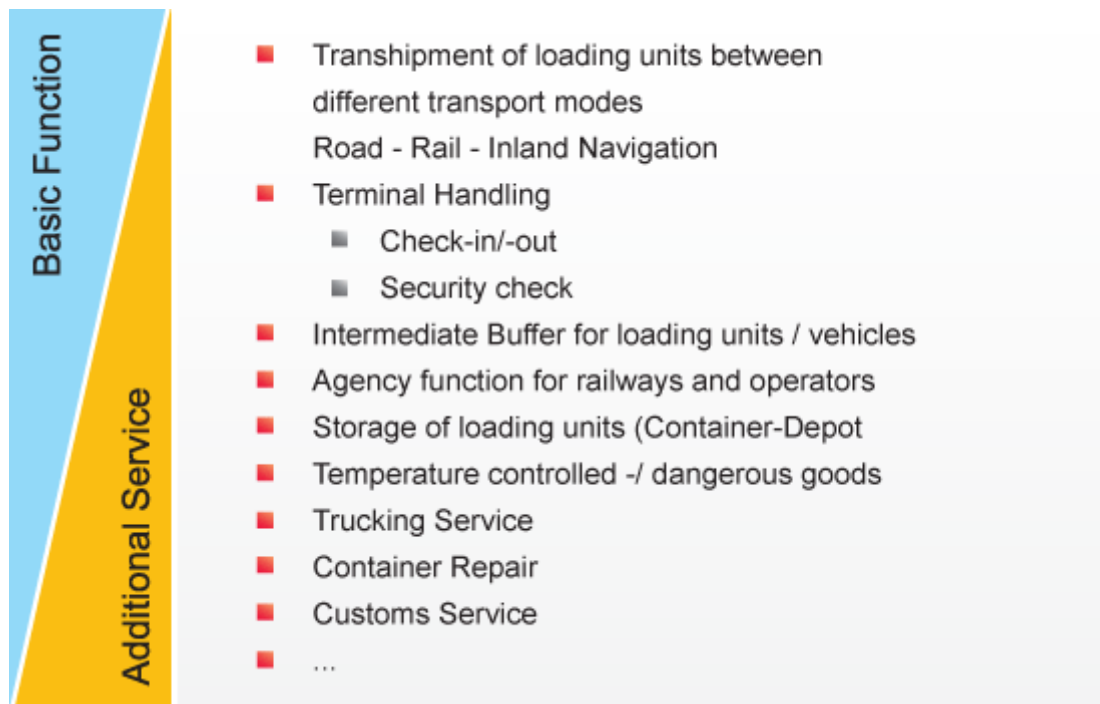 Basic Function
Additional Service
Transhipment of loading units between
different transport modes
Road - Rail - Inland Navigation
Terminal Handling
Check-in/-out
Security check
Intermediate Buffer for loading units / vehicles
Agency function for railways and operators
Storage of loading units (Container-Depot
Temperature controlled -/ dangerous goods
Trucking Service
Container Repair
Customs Service
...